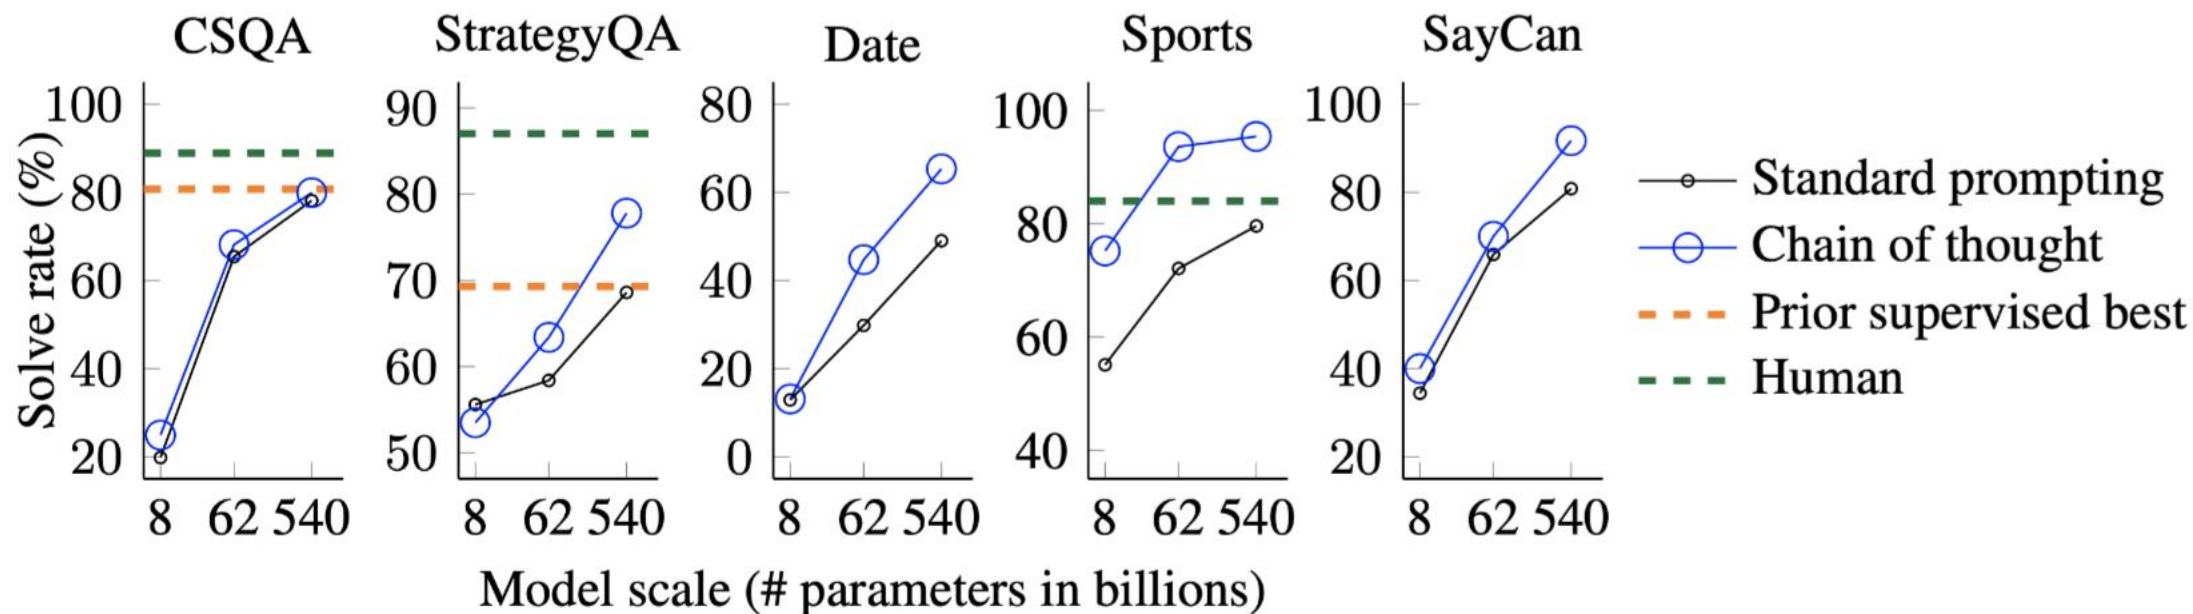 CSQA
StrategyQA
Date
Sports
SayCan
Solve rate (%)
100
80
60
40
20
8 62 540
90
80
70
60
50
8 62 540
80
60
40
20
0
8 62 540
100
80
60
40
8 62 540
100
80
60
40
20
8 62 540
Model scale (# parameters in billions)
Standard prompting
Chain of thought
Prior supervised best
Human